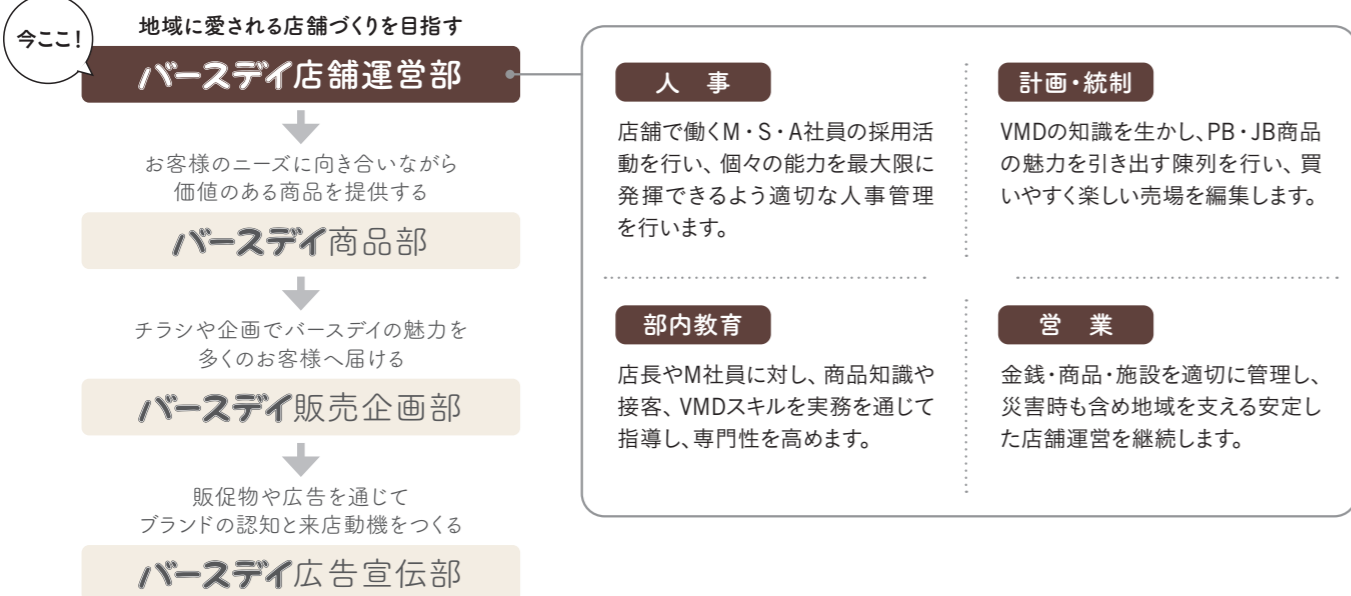 今ここ!
地域に愛される店舗づくりを目指す
バースデイ店舗運営部
お客様のニーズに向き合いながら
価値のある商品を提供する
バースデイ商品部
チラシや企画でバースデイの魅力を
多くのお客様へ届ける
バースデイ販売企画部
販促物や広告を通じて
ブランドの認知と来店動機をつくる
バースデイ広告宣伝部
人 事
店舗で働くM・S・A社員の採用活
動を行い、個々の能力を最大限に
発揮できるよう適切な人事管理
を行います。
計画・統制
VMDの知識を生かし、PB・JB商品
の魅力を引き出す陳列を行い、買
いやすく楽しい売場を編集します。
部内教育
店長やM社員に対し、商品知識や
接客、VMDスキルを実務を通じて
指導し、専門性を高めます。
営 業
金銭・商品・施設を適切に管理し、
災害時も含め地域を支える安定し
た店舗運営を継続します。